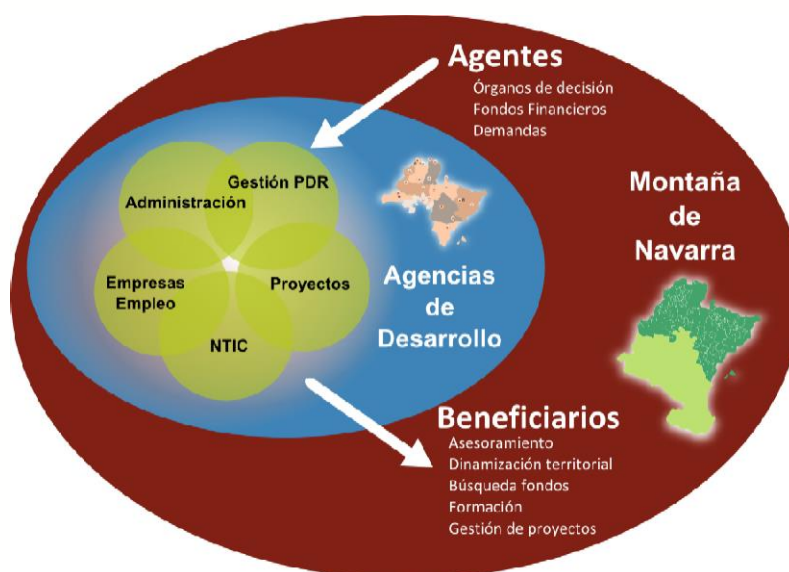 Agentes
Órganos de decisión
Fondos Financieros
Demandas
Gestión PDR
Administración
Empresas
Empleo
Proyectos
NTIC
Agencias
de
Desarrollo
Montaña
de
Navarra
Beneficiarios
Asesoramiento
Dinamización territorial
Búsqueda fondos
Formación
Gestión de proyectos